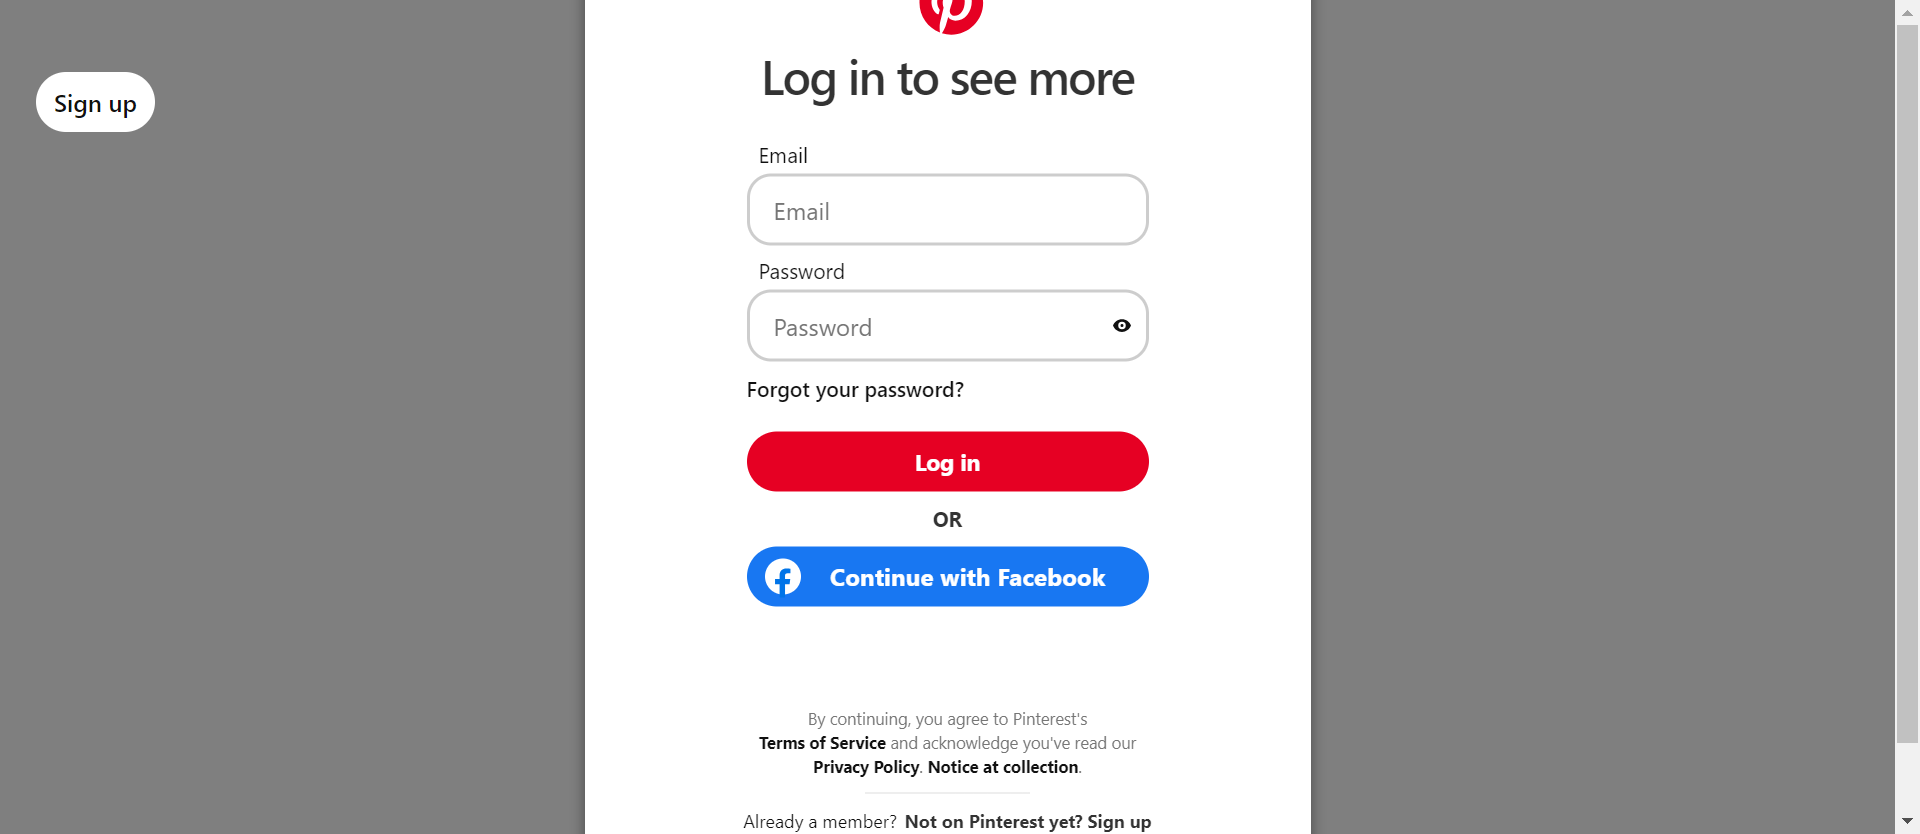 Sign up
Log in to see more
Email
Email
Password
Password
Forgot your password?
Log in
OR
Continue with Facebook
By continuing, you agree to Pinterest's
Terms of Service and acknowledge you've read our
Privacy Policy. Notice at collection.
Already a member? Not on Pinterest yet? Sign up